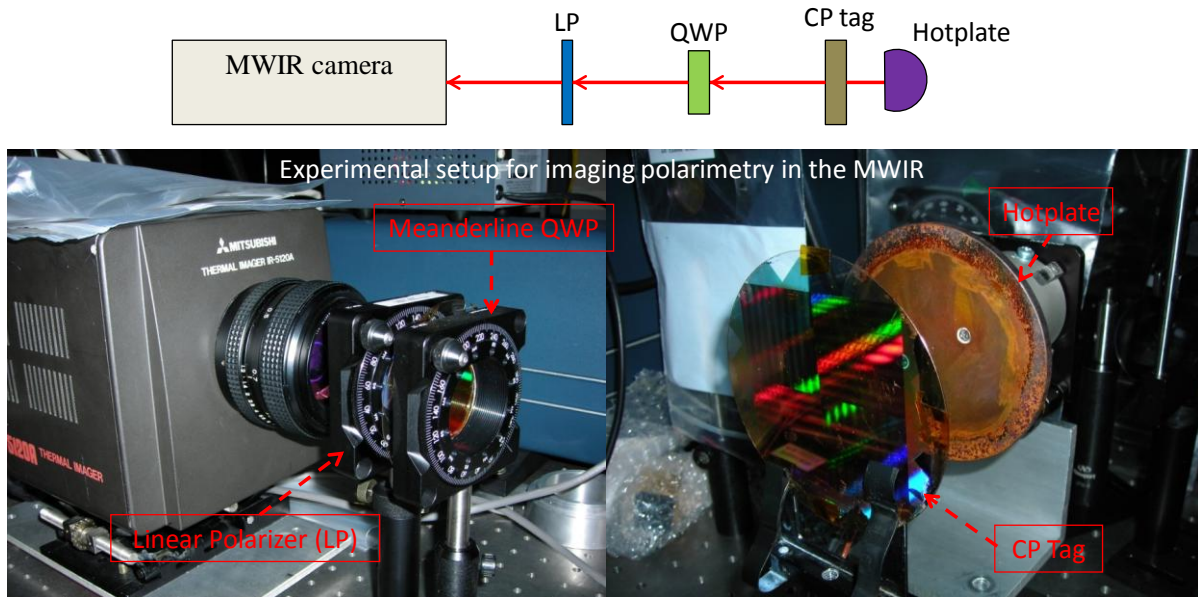 LP
QWP
CP tag
Hotplate
MWIR camera
Experimental setup for imaging polarimetry in the MWIR
Meanderline QWP
Hotplate
MITSUBISHI
THERMAL IMAGER IR-5120A
5120A THERMAL IMAGER
Linear Polarizer (LP)
CP Tag